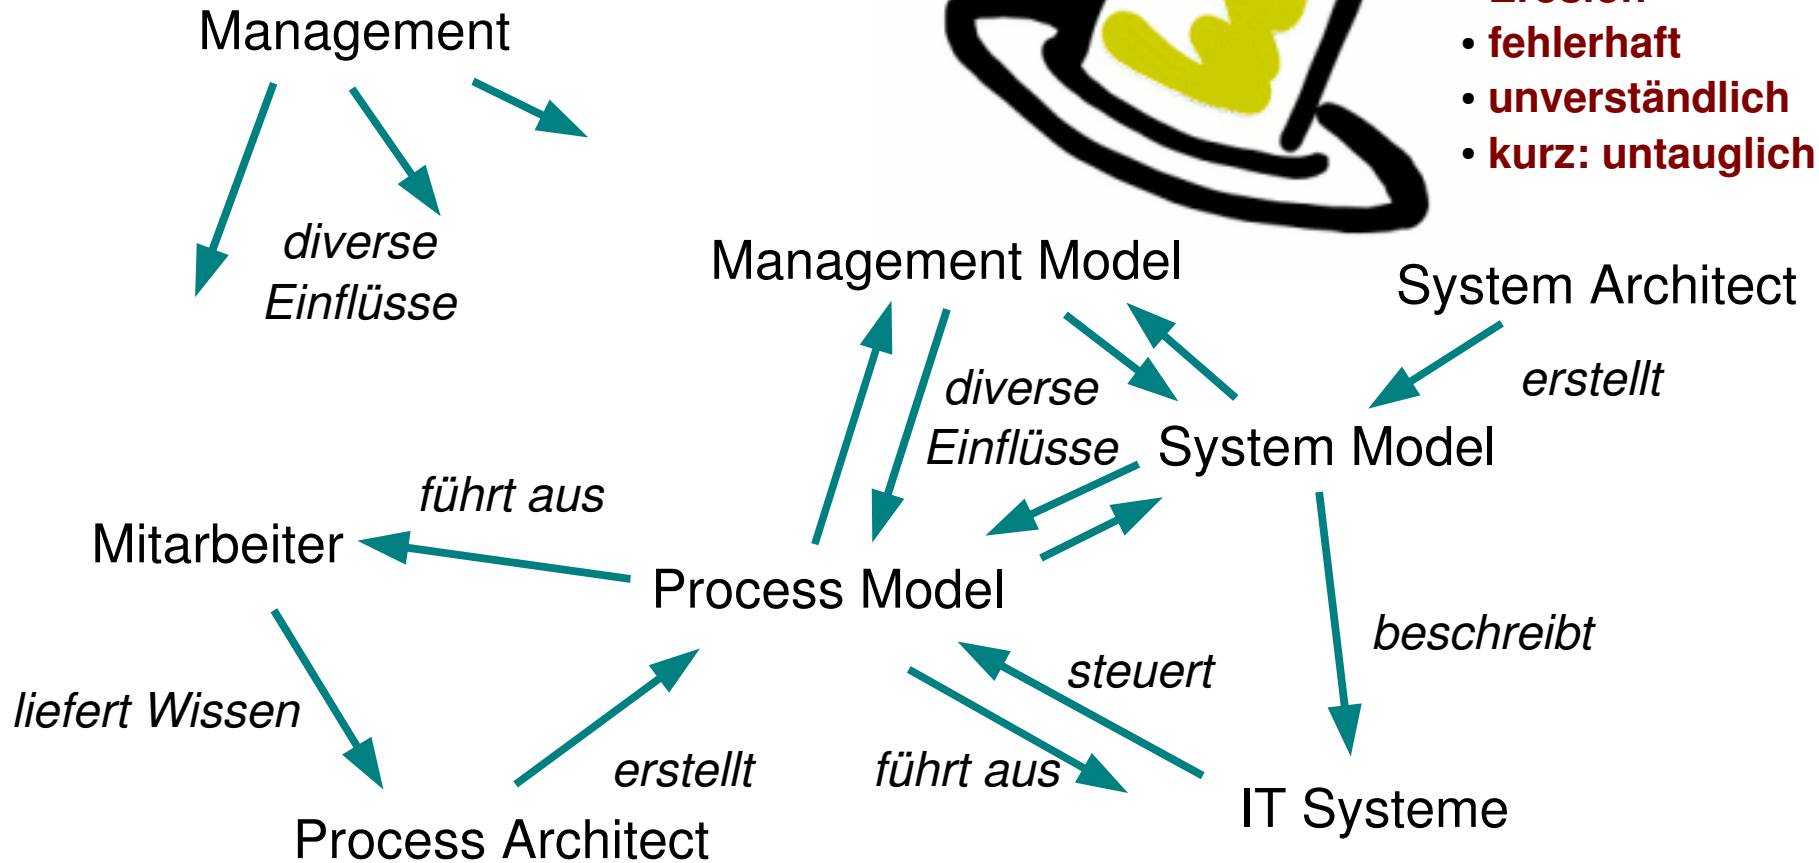 Management
• fehlerhaft
• unverständlich
• kurz: untauglich
diverse
Einflüsse
Management Model
System Architect
diverse
Einflüsse
erstellt
System Model
führt aus
Mitarbeiter
Process Model
beschreibt
steuert
liefert Wissen
erstellt
führt aus
IT Systeme
Process Architect